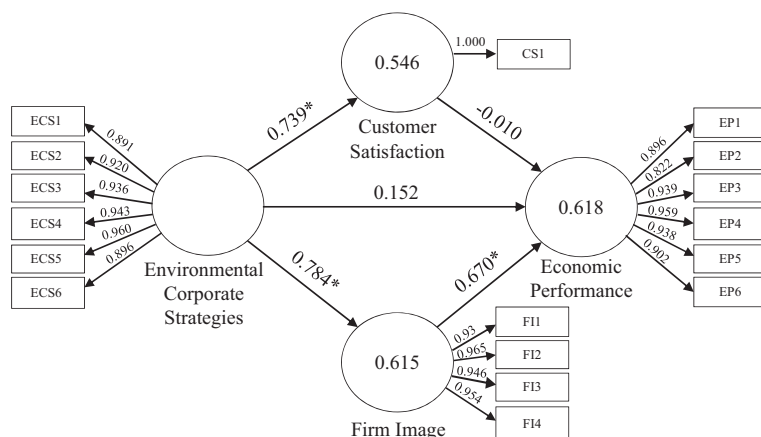 0.546
1.000
CS1
Customer
Satisfaction
0.739*
-0.010
ECS1
ECS2
ECS3
ECS4
ECS5
ECS6
0.891
0.920
0.936
0.943
0.960
0.896
Environmental
Corporate
Strategies
0.152
0.618
Economic
Performance
0.896
0.822
0.939
0.959
0.938
0.902
EP1
EP2
EP3
EP4
EP5
EP6
0.784*
0.670*
0.615
Firm Image
0.93
0.965
0.946
0.954
FI1
FI2
FI3
FI4